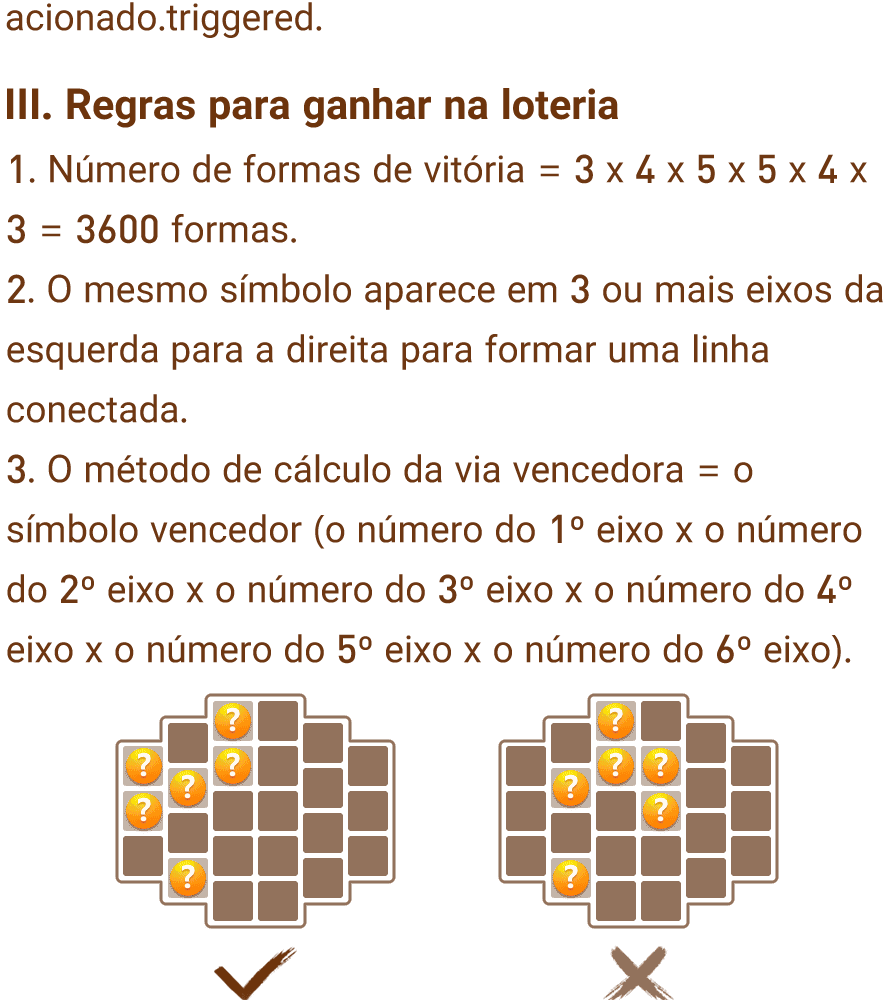 acionado.triggered.
III. Regras para ganhar na loteria
1. Número de formas de vitória = 3 x 4 x 5 x 5 x 4 x
3 = 3600 formas.
2. O mesmo símbolo aparece em 3 ou mais eixos da
esquerda para a direita para formar uma linha
conectada.
3. O método de cálculo da via vencedora = o
símbolo vencedor (o número do 1º eixo x o número
do 2º eixo x o número do 3º eixo x o número do 4º
eixo x o número do 5º eixo x o número do 6º eixo).
? ?
? ? ? ?
? ? ?
? ?
? ?